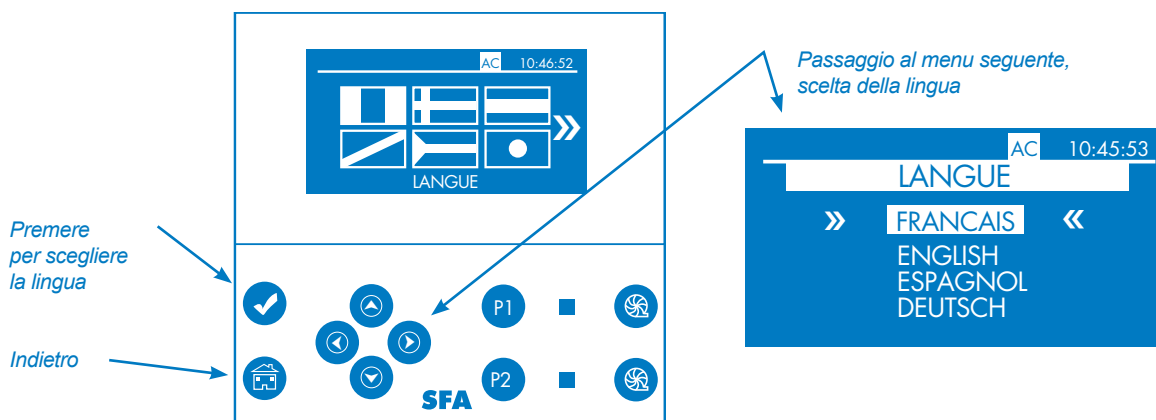 AC 10:46:52
LANGUE
Passaggio al menu seguente,
scelta della lingua
AC 10:45:53
LANGUE
» FRANCAIS «
ENGLISH
ESPAGNOL
DEUTSCH
Premere
per scegliere
la lingua
Indietro
P1
P2
SFA